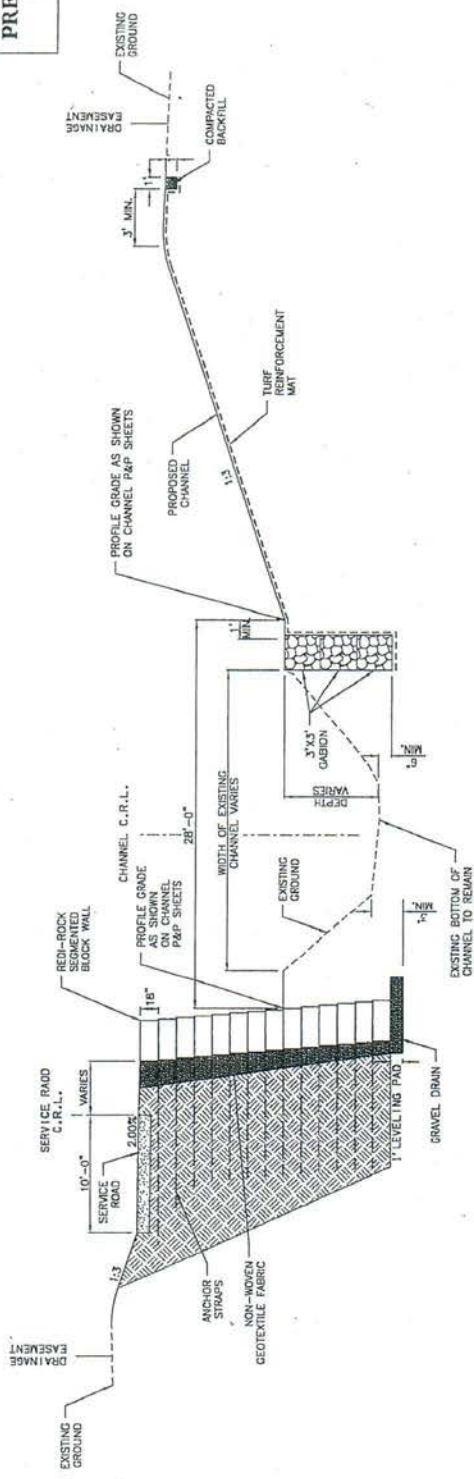 PRE
DRAINAGE
EASEMENT
EXISTING
GROUND
1:3
10'-0"
SERVICE
ROAD
SERVICE RAOD
C.R.L.
VARIES
2.00%
ANCHOR
STRAPS
NON-WOVEN
GEOTEXTILE FABRIC
REDI-ROCK
SEGMENTED
BLOCK WALL
18"
1' LEVELING PAD
GRAVEL DRAIN
MIN.
PROFILE GRADE
AS SHOWN
ON CHANNEL
P&P SHEETS
CHANNEL C.R.L.
28'-0"
WIDTH OF EXISTING
CHANNEL VARIES
EXISTING
GROUND
DEPTH
VARIES
EXISTING BOTTOM OF
CHANNEL TO REMAIN
6"
MIN.
3'X3'
GABION
1'
MIN.
PROFILE GRADE AS SHOWN
ON CHANNEL P&P SHEETS
PROPOSED
CHANNEL
1:3
TURF
REINFORCEMENT
MAT
3' MIN.
1'
COMPACTED
BACKFILL
DRAINAGE
EASEMENT
EXISTING
GROUND